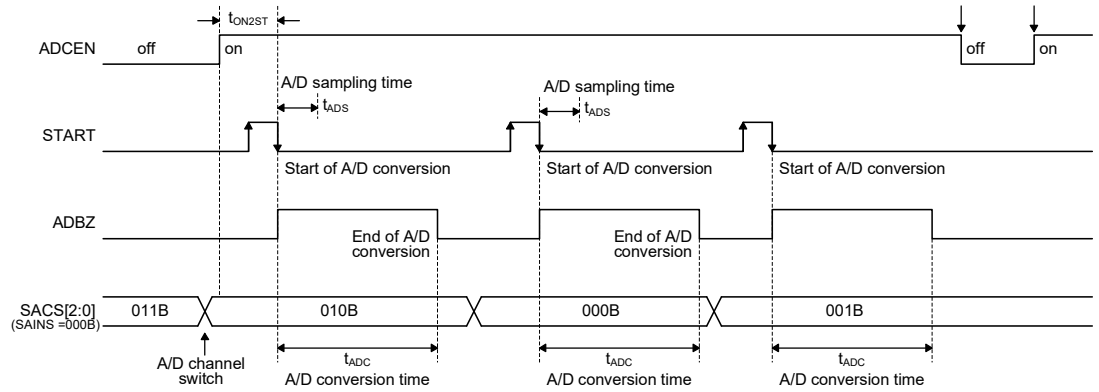 tON2ST
ADCEN off on off on
A/D sampling time A/D sampling time
tADS tADS
START
Start of A/D conversion Start of A/D conversion Start of A/D conversion
ADBZ
End of A/D conversion End of A/D conversion
SACS[2:0] 011B 010B 000B 001B
(SAINS =000B)
A/D channel switch
tADC tADC tADC
A/D conversion time A/D conversion time A/D conversion time